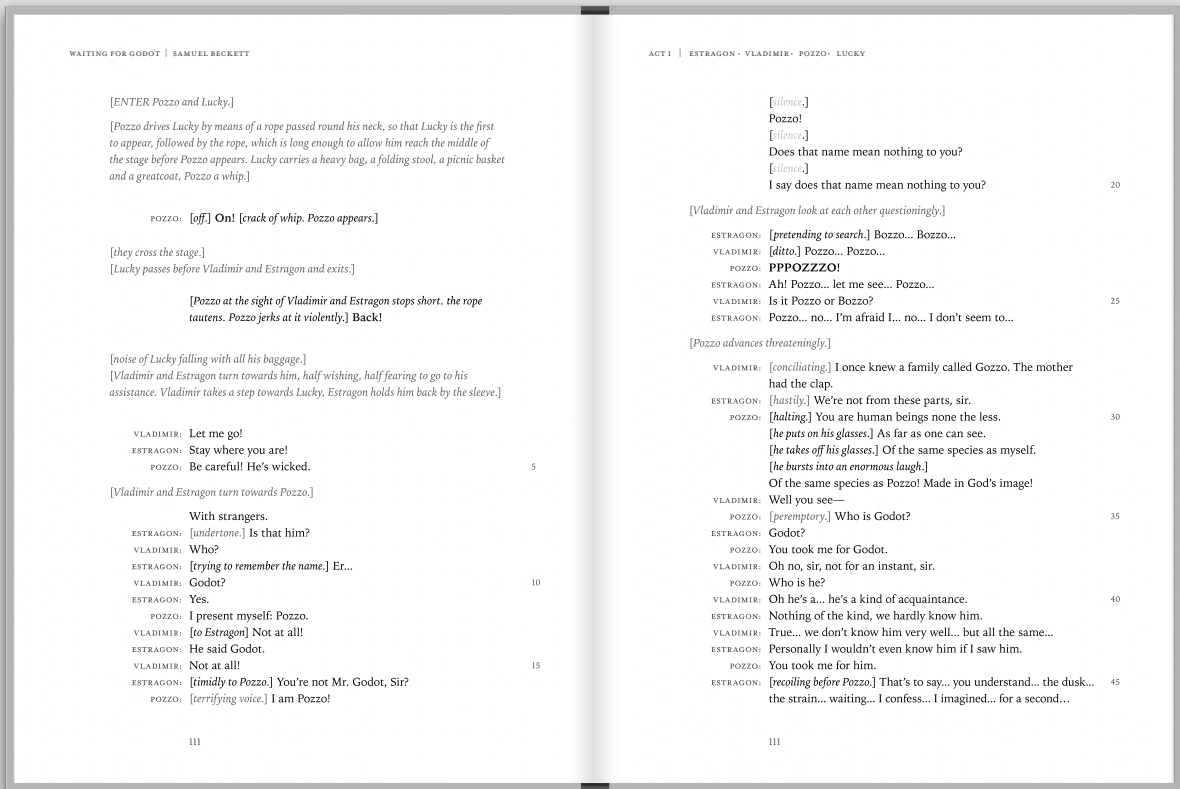 WAITING FOR GODOT | SAMUEL BECKETT
[ENTER Pozzo and Lucky.]
[Pozzo drives Lucky by means of a rope passed round his neck, so that Lucky is the first
to appear, followed by the rope, which is long enough to allow him reach the middle of
the stage before Pozzo appears. Lucky carries a heavy bag, a folding stool, a picnic basket
and a greatcoat, Pozzo a whip.]
POZZO: [off.] On! [crack of whip. Pozzo appears.]
[they cross the stage.]
[Lucky passes before Vladimir and Estragon and exits.]
[Pozzo at the sight of Vladimir and Estragon stops short. the rope
tautens. Pozzo jerks at it violently.] Back!
[noise of Lucky falling with all his baggage.]
[Vladimir and Estragon turn towards him, half wishing, half fearing to go to his
assistance. Vladimir takes a step towards Lucky, Estragon holds him back by the sleeve.]
VLADIMIR: Let me go!
ESTRAGON: Stay where you are!
POZZO: Be careful! He's wicked. 5
[Vladimir and Estragon turn towards Pozzo.]
With strangers.
ESTRAGON: [undertone.] Is that him?
VLADIMIR: Who?
ESTRAGON: [trying to remember the name.] Er...
VLADIMIR: Godot? 10
ESTRAGON: Yes.
POZZO: I present myself: Pozzo.
VLADIMIR: [to Estragon] Not at all!
ESTRAGON: He said Godot.
VLADIMIR: Not at all! 15
ESTRAGON: [timidly to Pozzo.] You're not Mr. Godot, Sir?
POZZO: [terrifying voice.] I am Pozzo!
111
ACT I | ESTRAGON · VLADIMIR · POZZO · LUCKY
[silence.]
Pozzo!
[silence.]
Does that name mean nothing to you?
[silence.]
I say does that name mean nothing to you? 20
[Vladimir and Estragon look at each other questioningly.]
ESTRAGON: [pretending to search.] Bozzo... Bozzo...
VLADIMIR: [ditto.] Pozzo... Pozzo...
POZZO: PPPOZZZO!
ESTRAGON: Ah! Pozzo... let me see... Pozzo...
VLADIMIR: Is it Pozzo or Bozzo? 25
ESTRAGON: Pozzo... no... I'm afraid I... no... I don't seem to...
[Pozzo advances threateningly.]
VLADIMIR: [conciliating.] I once knew a family called Gozzo. The mother
had the clap.
ESTRAGON: [hastily.] We're not from these parts, sir.
POZZO: [halting.] You are human beings none the less. 30
[he puts on his glasses.] As far as one can see.
[he takes off his glasses.] Of the same species as myself.
[he bursts into an enormous laugh.]
Of the same species as Pozzo! Made in God's image!
VLADIMIR: Well you see—
POZZO: [peremptory.] Who is Godot? 35
ESTRAGON: Godot?
POZZO: You took me for Godot.
VLADIMIR: Oh no, sir, not for an instant, sir.
POZZO: Who is he?
VLADIMIR: Oh he's a... he's a kind of acquaintance. 40
ESTRAGON: Nothing of the kind, we hardly know him.
VLADIMIR: True... we don't know him very well... but all the same...
ESTRAGON: Personally I wouldn't even know him if I saw him.
POZZO: You took me for him.
ESTRAGON: [recoiling before Pozzo.] That's to say... you understand... the dusk... 45
the strain... waiting... I confess... I imagined... for a second...
111